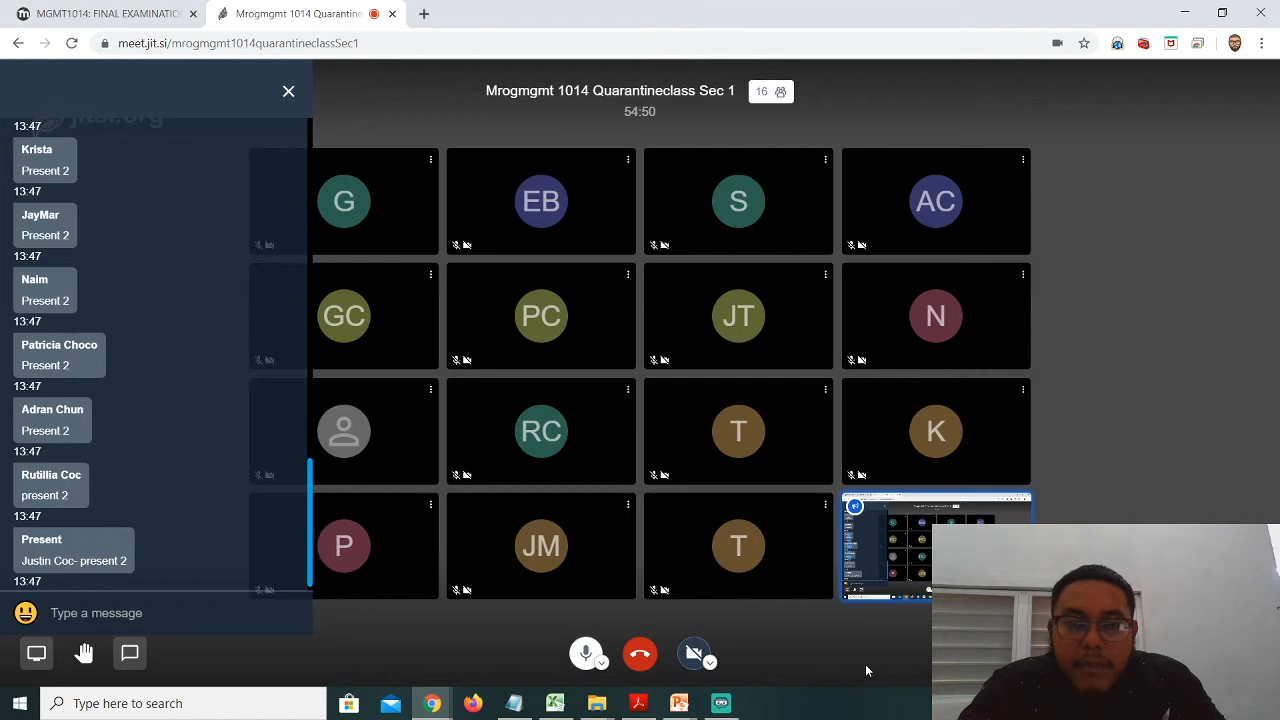 MGMT1014: FINAL EXAMINATIO
Mrogmgmt 1014 Quarantine
meet.jit.si/mrogmgmt1014quarantineclassSec1
Mrogmgmt 1014 Quarantineclass Sec 1
16
54:50
jitsi.org
13:47
Krista
Present 2
13:47
JayMar
Present 2
13:47
Naim
Present 2
13:47
Patricia Choco
Present 2
13:47
Adran Chun
Present 2
13:47
Rutillia Coc
present 2
13:47
Present
Justin Coc- present 2
13:47
Type a message
G
EB
S
AC
GC
PC
JT
N
RC
T
K
P
JM
T
Type here to search